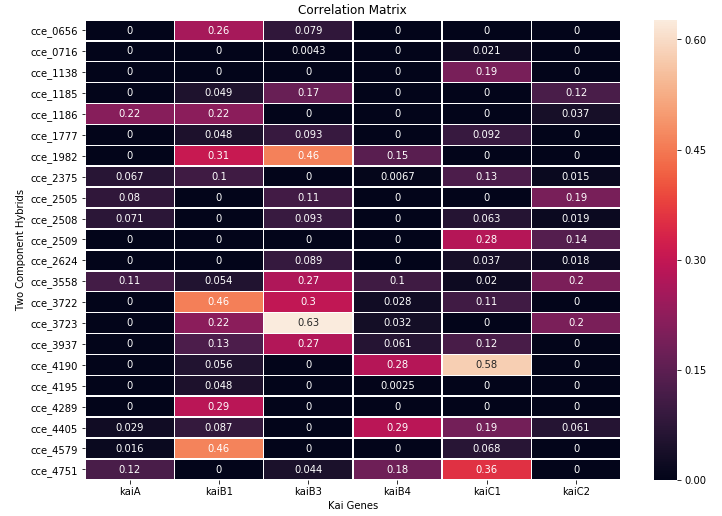 Correlation Matrix
cce_0656 0 0.26 0.079 0 0 0
cce_0716 0 0 0.0043 0 0.021 0
cce_1138 0 0 0 0 0.19 0
cce_1185 0 0.049 0.17 0 0 0.12
cce_1186 0.22 0.22 0 0 0 0.037
cce_1777 0 0.048 0.093 0 0.092 0
cce_1982 0 0.31 0.46 0.15 0 0
cce_2375 0.067 0.1 0 0.0067 0.13 0.015
cce_2505 0.08 0 0.11 0 0 0.19
cce_2508 0.071 0 0.093 0 0.063 0.019
cce_2509 0 0 0 0 0.28 0.14
cce_2624 0 0 0.089 0 0.037 0.018
cce_3558 0.11 0.054 0.27 0.1 0.02 0.2
cce_3722 0 0.46 0.3 0.028 0.11 0
cce_3723 0 0.22 0.63 0.032 0 0.2
cce_3937 0 0.13 0.27 0.061 0.12 0
cce_4190 0 0.056 0 0.28 0.58 0
cce_4195 0 0.048 0 0.0025 0 0
cce_4289 0 0.29 0 0 0 0
cce_4405 0.029 0.087 0 0.29 0.19 0.061
cce_4579 0.016 0.46 0 0 0.068 0
cce_4751 0.12 0 0.044 0.18 0.36 0
kaiA kaiB1 kaiB3 kaiB4 kaiC1 kaiC2
Kai Genes
Two Component Hybrids
0.60
0.45
0.30
0.15
0.00